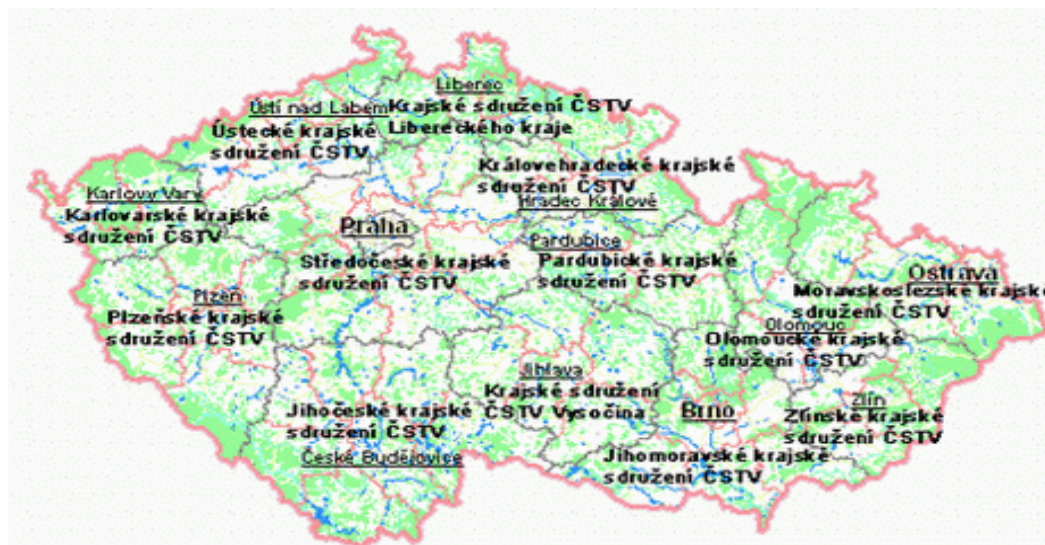 Liberec
Krajské sdružení ČSTV
Libereckého kraje
Ústí nad Labem
Ústecké krajské
sdružení ČSTV
Královehradecké krajské
sdružení ČSTV
Hradec Králové
Karlovy Vary
Karlovarské krajské
sdružení ČSTV
Praha
Středočeské krajské
sdružení ČSTV
Pardubice
Pardubické krajské
sdružení ČSTV
Ostrava
Moravskoslezské krajské
sdružení ČSTV
Plzeň
Plzeňské krajské
sdružení ČSTV
Olomouc
Olomoucké krajské
sdružení ČSTV
Jihlava
Krajské sdružení
ČSTV Vysočina
Brno
Zlín
Zlínské krajské
sdružení ČSTV
Jihočeské krajské
sdružení ČSTV
České Budějovice
Jihomoravské krajské
sdružení ČSTV